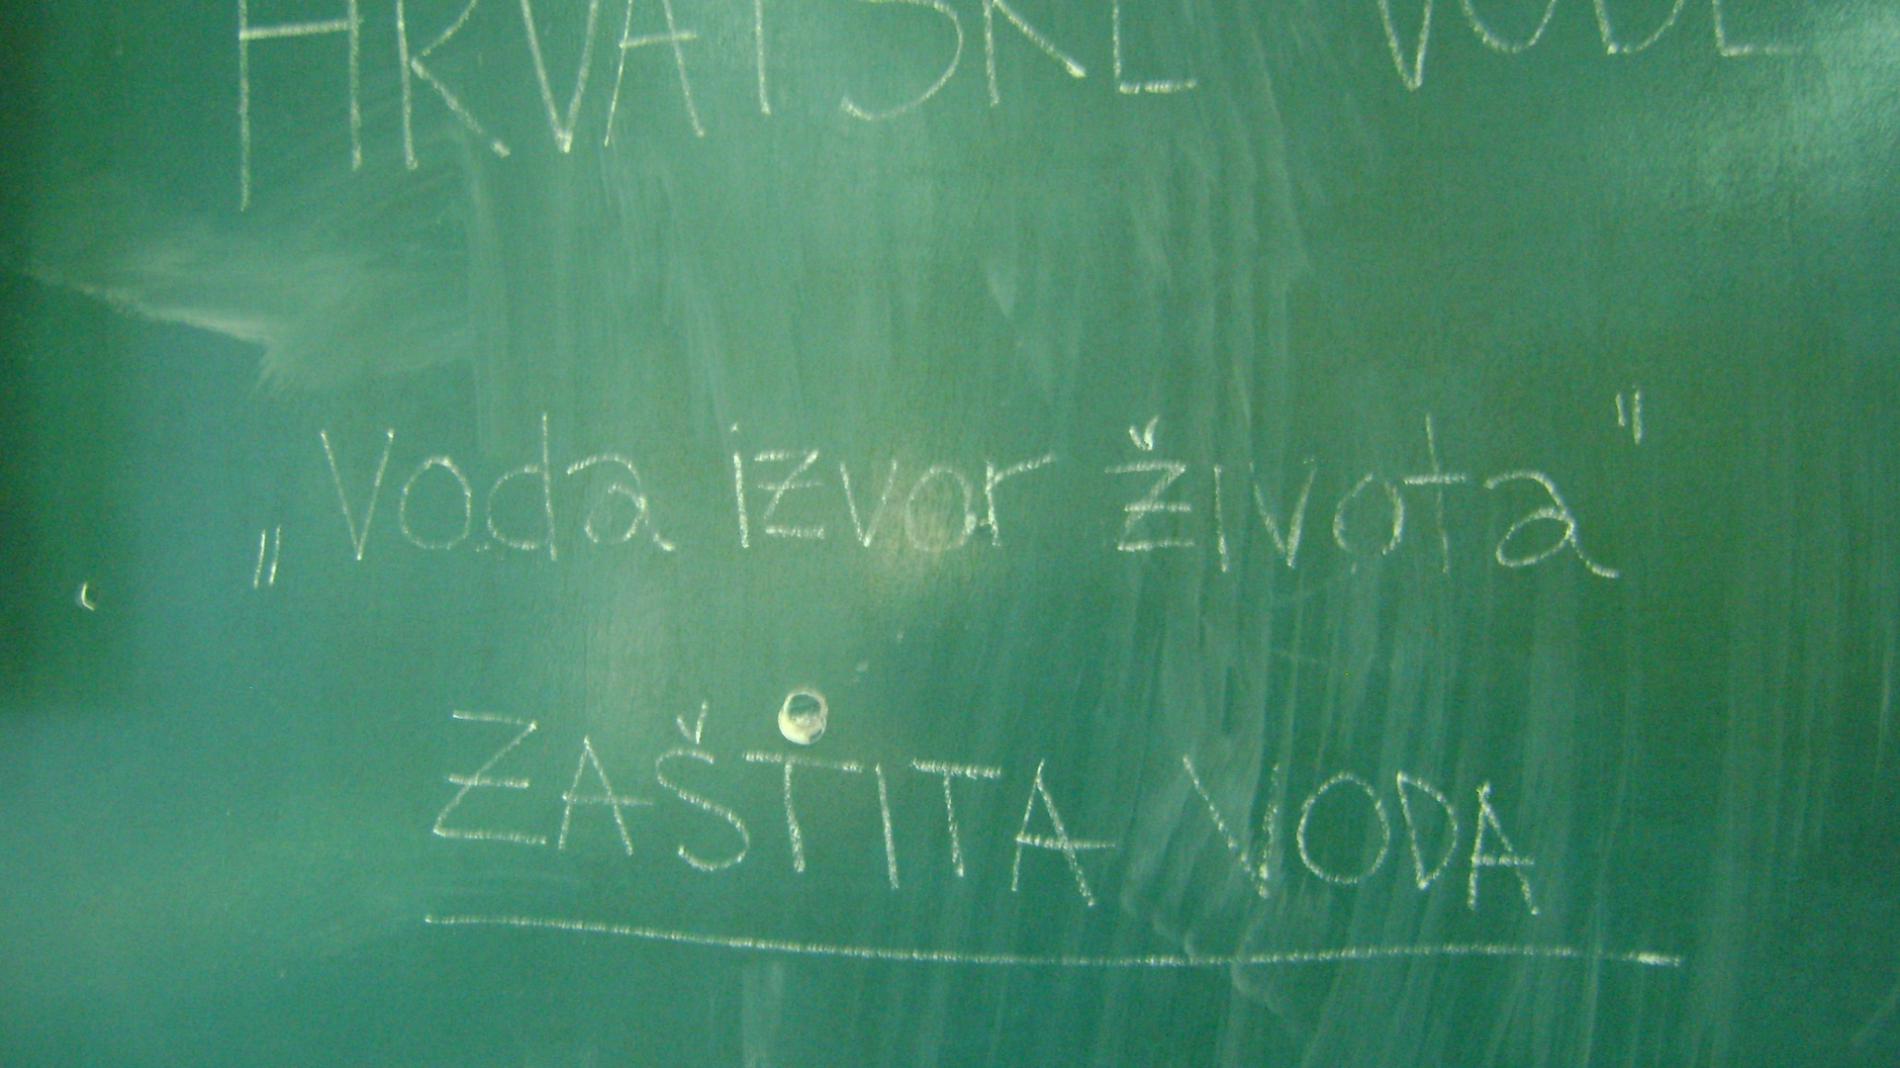 HRVATSKE VODE
„Voda izvor života"
ZAŠTITA VODA